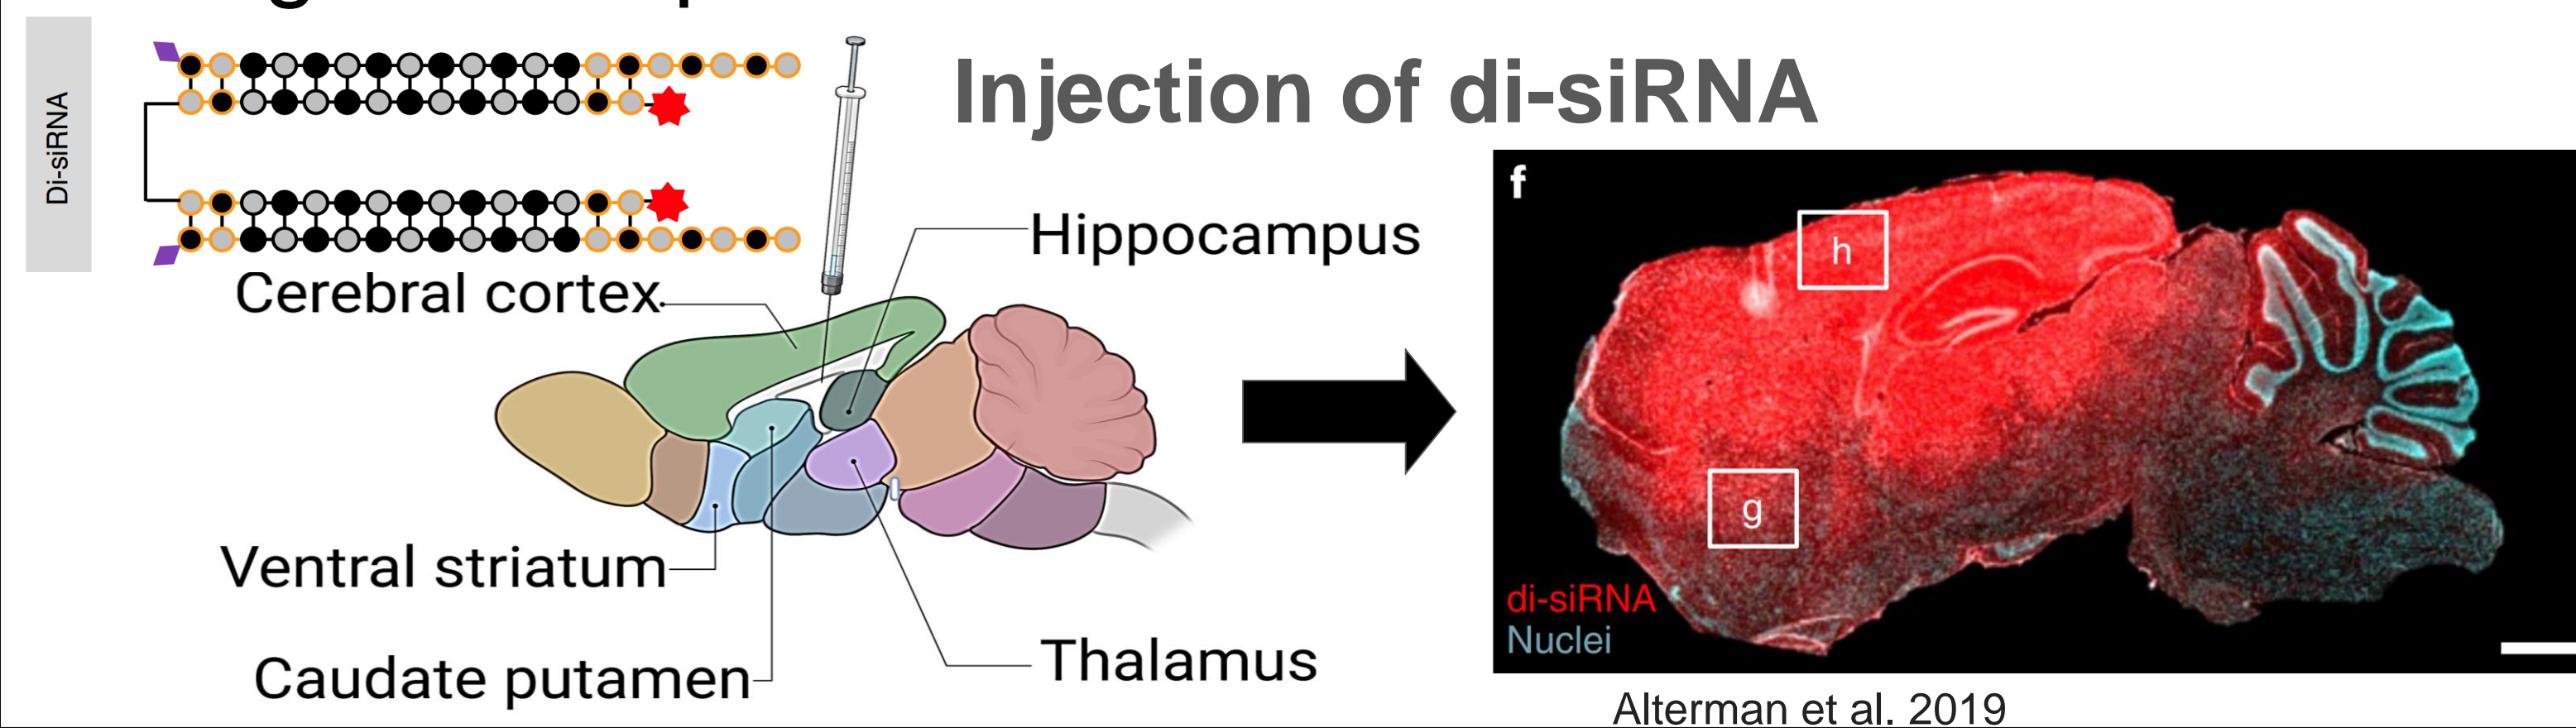 Di-siRNA
Injection of di-siRNA
Hippocampus
Cerebral cortex
Ventral striatum
Caudate putamen
Thalamus
f
h
g
di-siRNA
Nuclei
Alterman et al. 2019